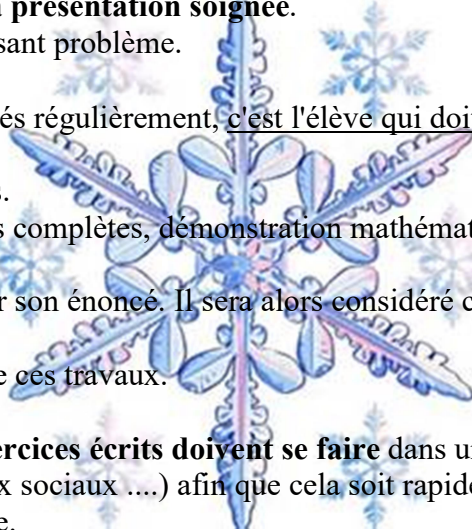 présentation soignée.
sant problème.
és régulièrement, c'est l'élève qui doit
s.
s complètes, démonstration mathémat
r son énoncé. Il sera alors considéré c
e ces travaux.
ercices écrits doivent se faire dans u
x sociaux ....) afin que cela soit rapide
e.